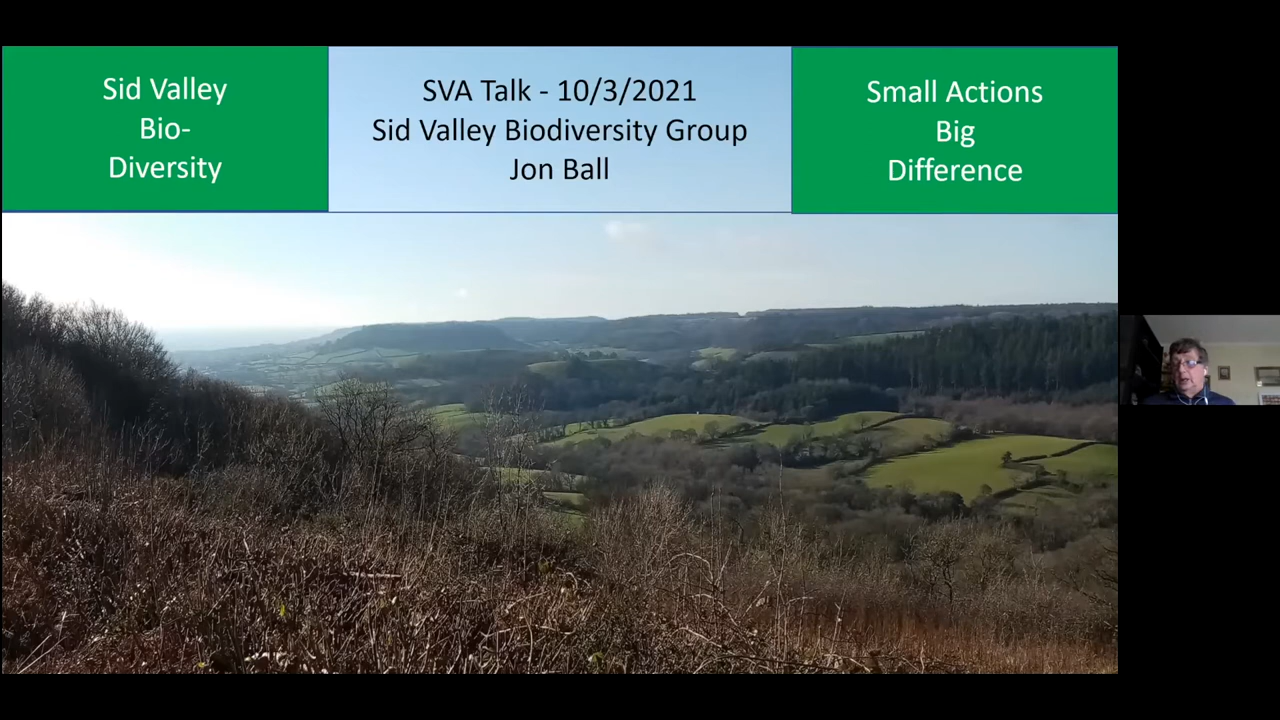 Sid Valley
Bio-
Diversity
SVA Talk - 10/3/2021
Sid Valley Biodiversity Group
Jon Ball
Small Actions
Big
Difference